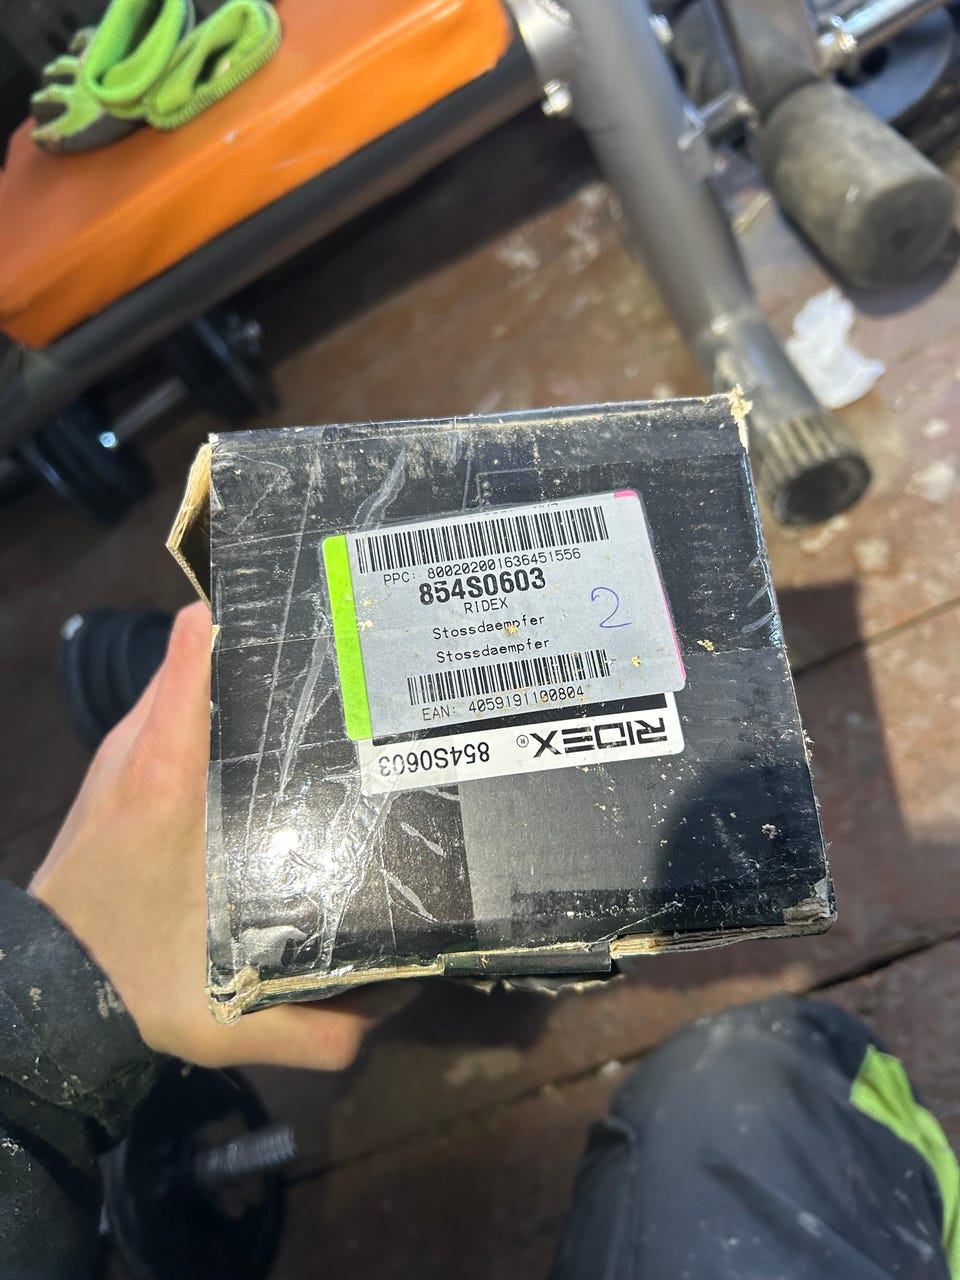 PPC: 800202001636451556
854S0603
RIDEX
Stossdaempfer
Stossdaempfer
2
EAN: 4059191190804
RIDEX®
854S0603